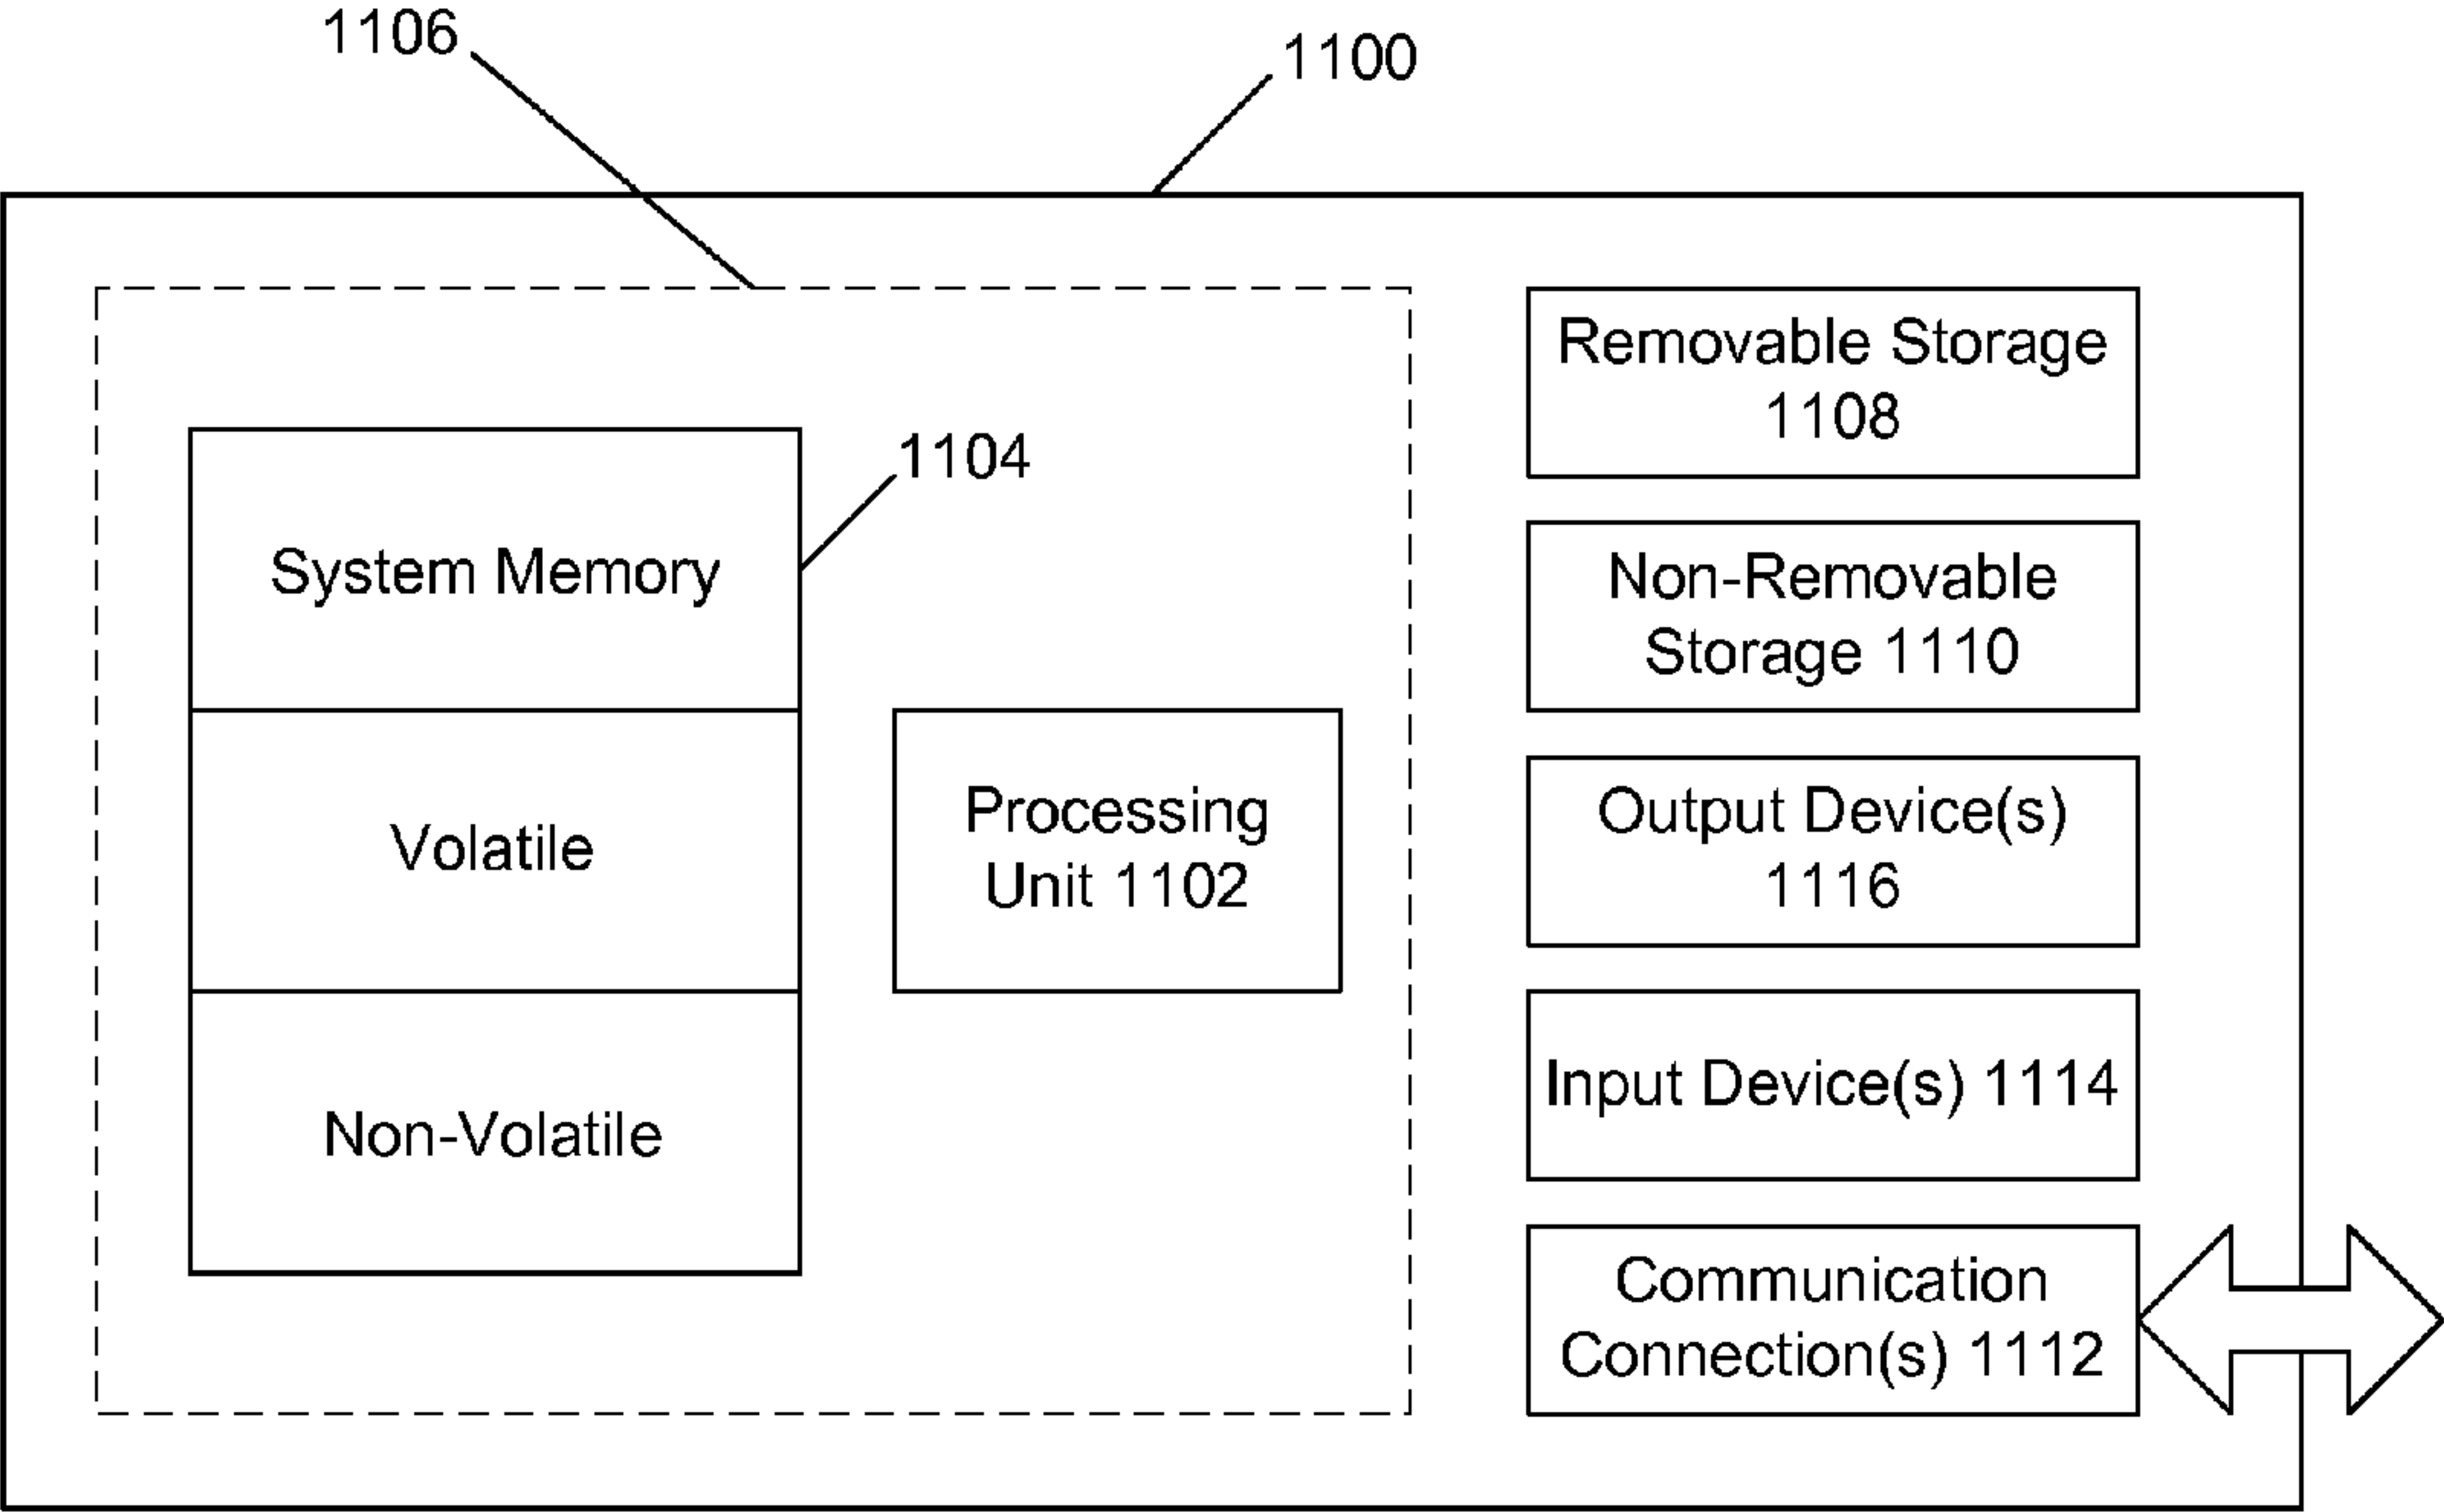 1106
1100
1104
System Memory
Volatile
Non-Volatile
Processing
Unit 1102
Removable Storage
1108
Non-Removable
Storage 1110
Output Device(s)
1116
Input Device(s) 1114
Communication
Connection(s) 1112